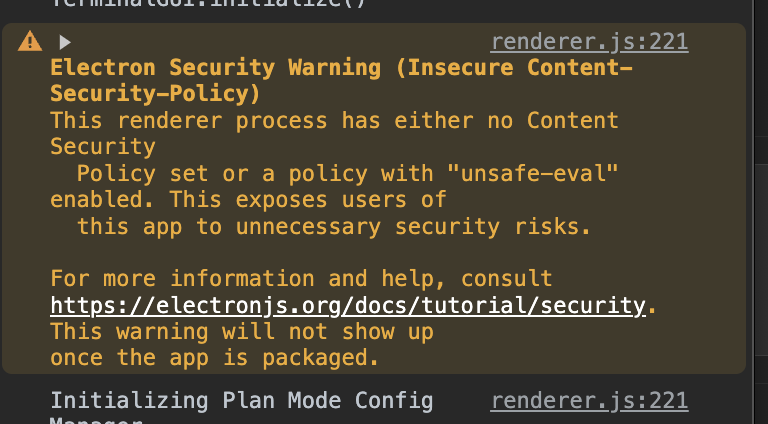 TerminalGUI.initialize()
renderer.js:221
Electron Security Warning (Insecure Content-
Security-Policy)
This renderer process has either no Content
Security
Policy set or a policy with "unsafe-eval"
enabled. This exposes users of
this app to unnecessary security risks.
For more information and help, consult
https://electronjs.org/docs/tutorial/security.
This warning will not show up
once the app is packaged.
Initializing Plan Mode Config renderer.js:221
Manager